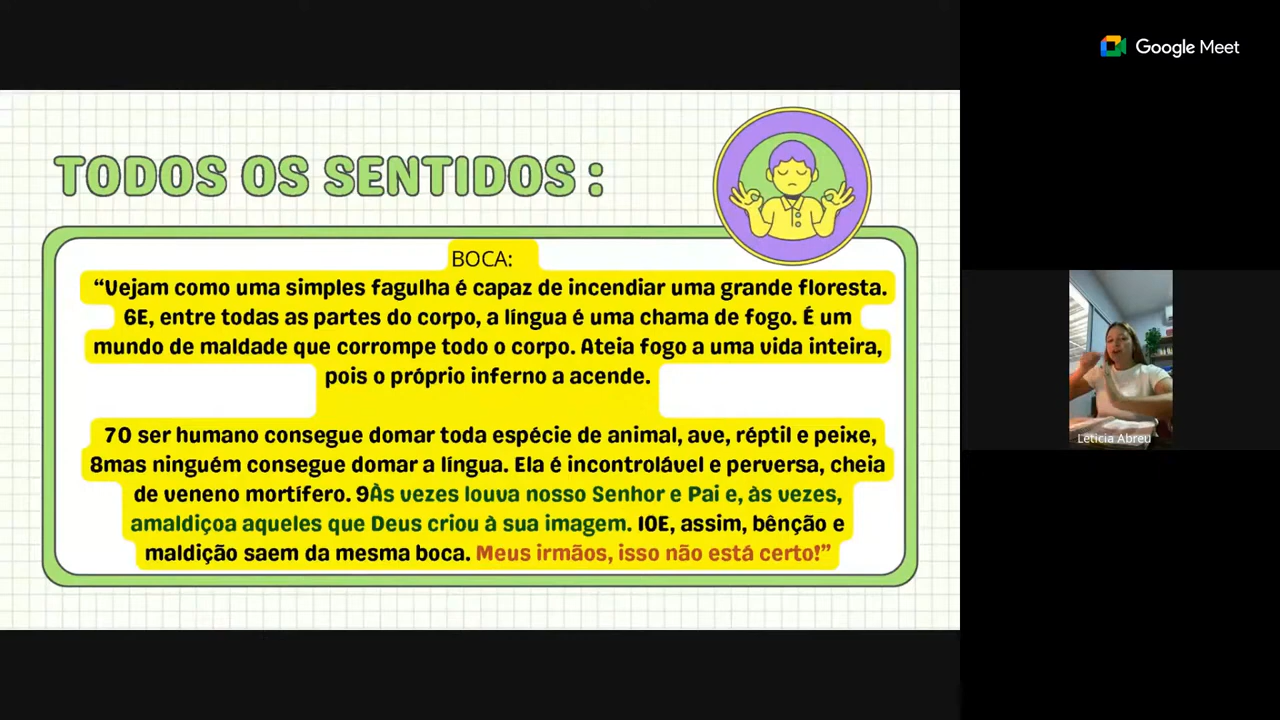 Google Meet
TODOS OS SENTIDOS :
BOCA:
“Vejam como uma simples fagulha é capaz de incendiar uma grande floresta.
6E, entre todas as partes do corpo, a língua é uma chama de fogo. É um
mundo de maldade que corrompe todo o corpo. Ateia fogo a uma vida inteira,
pois o próprio inferno a acende.
7O ser humano consegue domar toda espécie de animal, ave, réptil e peixe,
8mas ninguém consegue domar a língua. Ela é incontrolável e perversa, cheia
de veneno mortífero. 9Às vezes louva nosso Senhor e Pai e, às vezes,
amaldiçoa aqueles que Deus criou à sua imagem. 10E, assim, bênção e
maldição saem da mesma boca. Meus irmãos, isso não está certo!”
Leticia Abreu